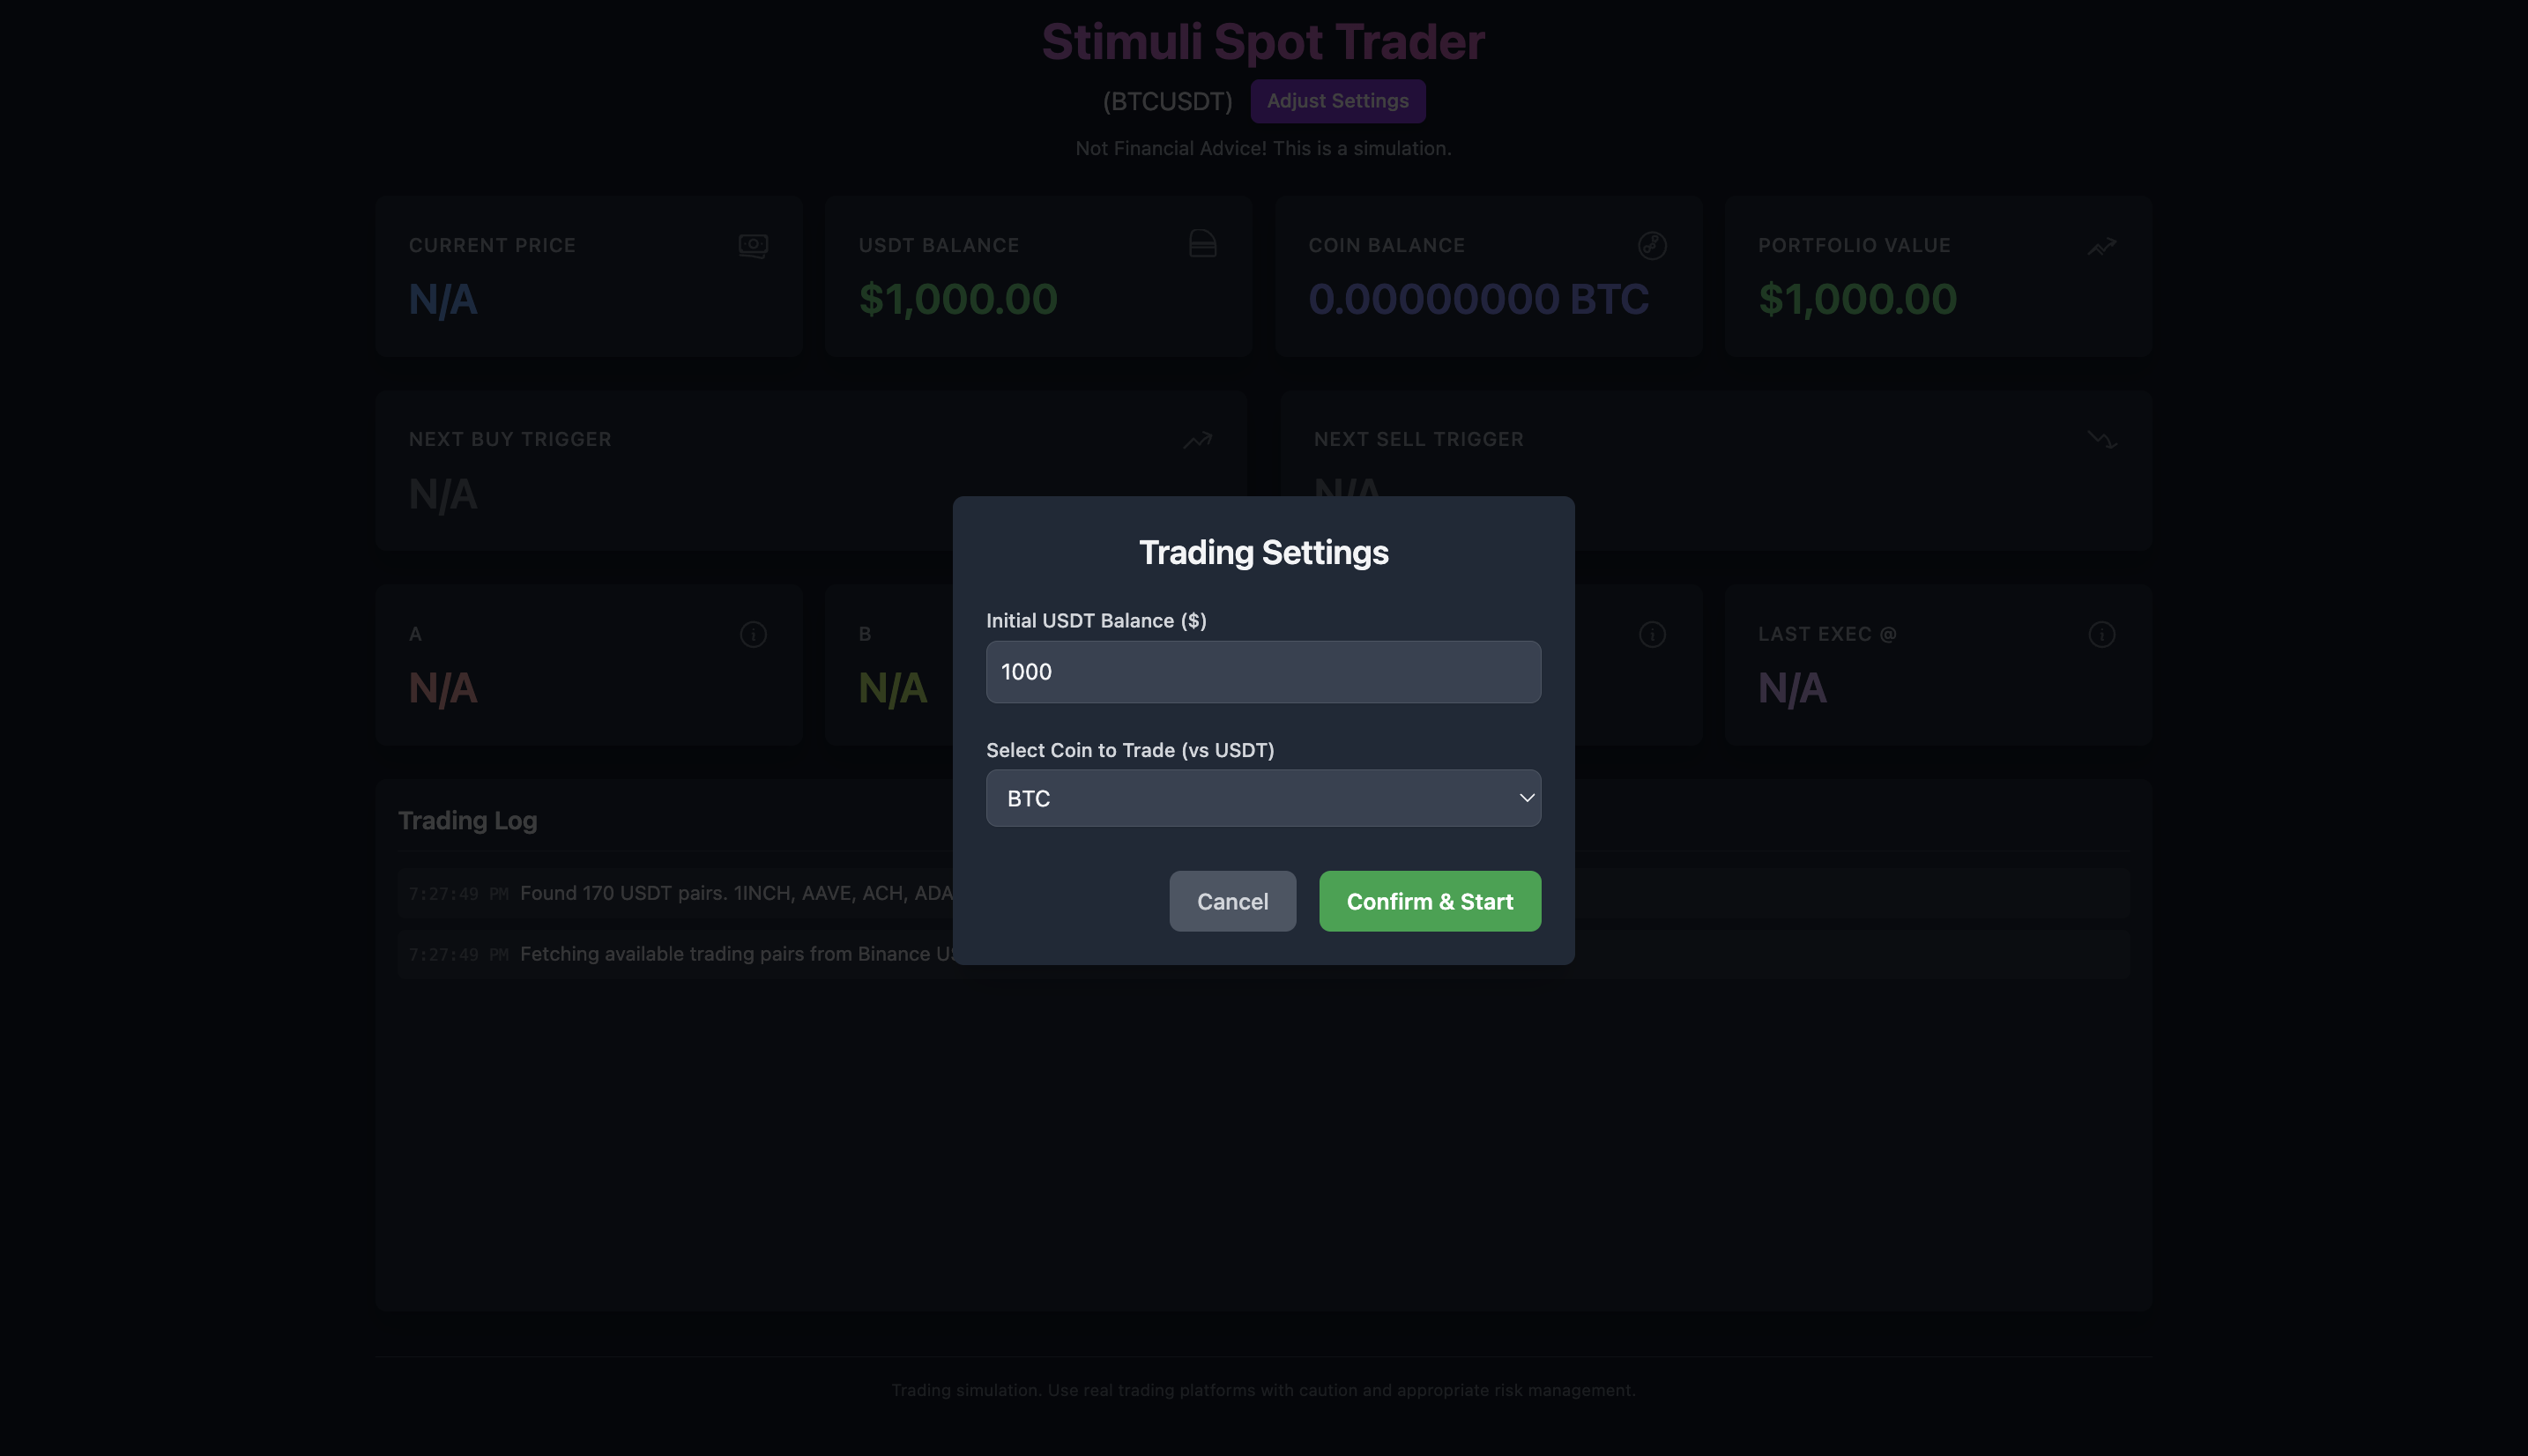 Stimuli Spot Trader
(BTCUSDT) Adjust Settings
Not Financial Advice! This is a simulation.
CURRENT PRICE
N/A
USDT BALANCE
$1,000.00
COIN BALANCE
0.00000000 BTC
PORTFOLIO VALUE
$1,000.00
NEXT BUY TRIGGER
N/A
NEXT SELL TRIGGER
N/A
A
N/A
B
N/A
LAST EXEC @
N/A
Trading Settings
Initial USDT Balance ($)
1000
Select Coin to Trade (vs USDT)
BTC
Cancel Confirm & Start
Trading Log
7:27:49 PM Found 170 USDT pairs. 1INCH, AAVE, ACH, ADA
7:27:49 PM Fetching available trading pairs from Binance
Trading simulation. Use real trading platforms with caution and appropriate risk management.